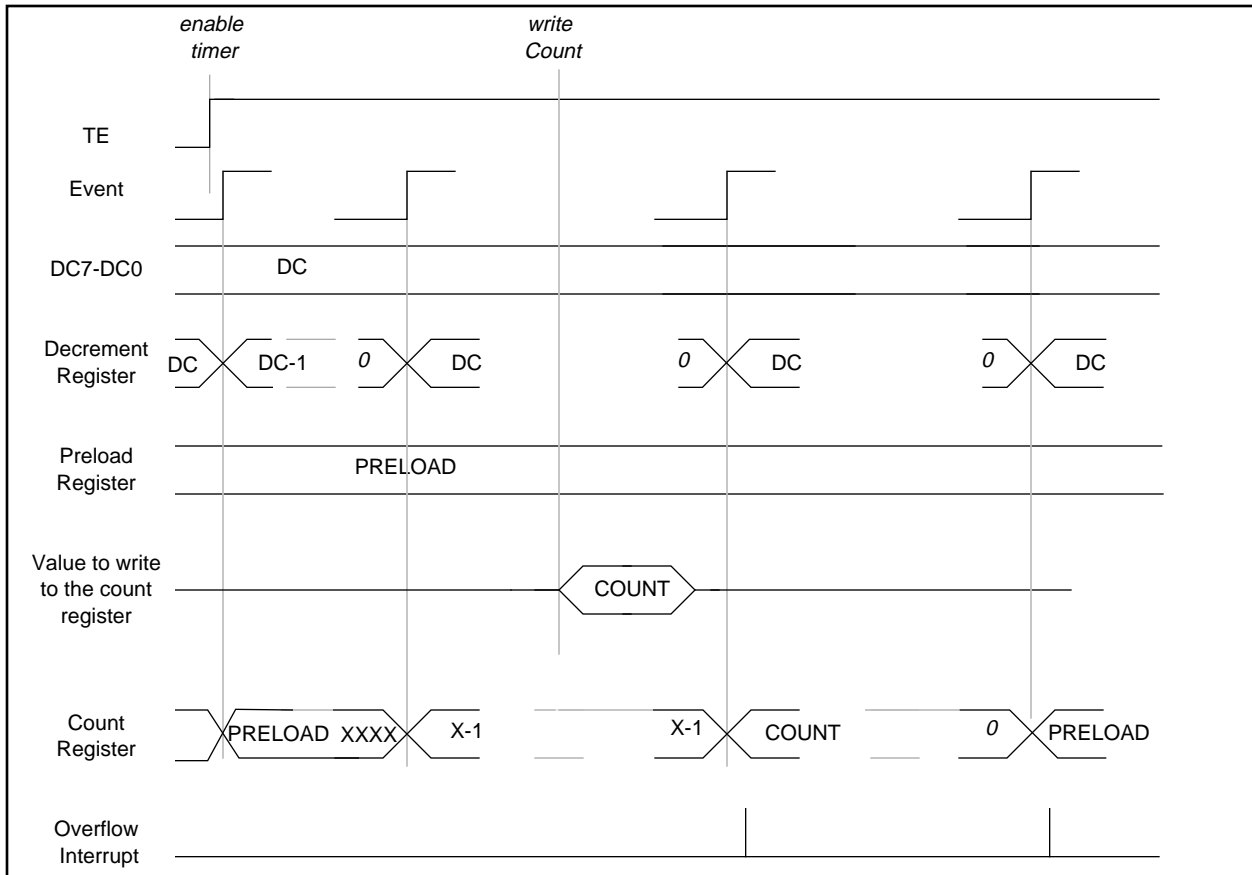 enable
timer
write
Count
TE
Event
DC7-DC0
DC
Decrement
Register
DC
DC-1
0
DC
0
DC
0
DC
Preload
Register
PRELOAD
Value to write
to the count
register
COUNT
Count
Register
PRELOAD
XXXX
X-1
X-1
COUNT
0
PRELOAD
Overflow
Interrupt